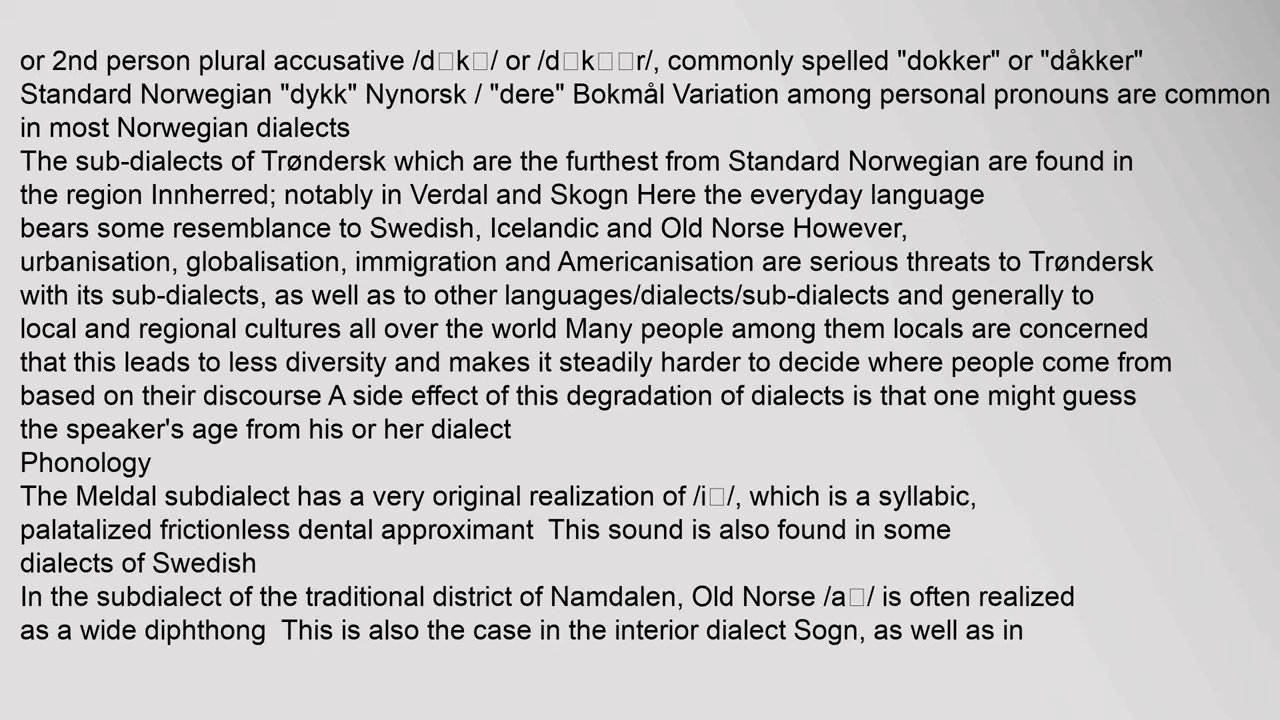 or 2nd person plural accusative /d□k□/ or /d□k□□r/, commonly spelled "dokker" or "dåkker"
Standard Norwegian "dykk" Nynorsk / "dere" Bokmål Variation among personal pronouns are common
in most Norwegian dialects
The sub-dialects of Trøndersk which are the furthest from Standard Norwegian are found in
the region Innherred; notably in Verdal and Skogn Here the everyday language
bears some resemblance to Swedish, Icelandic and Old Norse However,
urbanisation, globalisation, immigration and Americanisation are serious threats to Trøndersk
with its sub-dialects, as well as to other languages/dialects/sub-dialects and generally to
local and regional cultures all over the world Many people among them locals are concerned
that this leads to less diversity and makes it steadily harder to decide where people come from
based on their discourse A side effect of this degradation of dialects is that one might guess
the speaker's age from his or her dialect
Phonology
The Meldal subdialect has a very original realization of /i□/, which is a syllabic,
palatalized frictionless dental approximant  This sound is also found in some
dialects of Swedish
In the subdialect of the traditional district of Namdalen, Old Norse /a□/ is often realized
as a wide diphthong  This is also the case in the interior dialect Sogn, as well as in